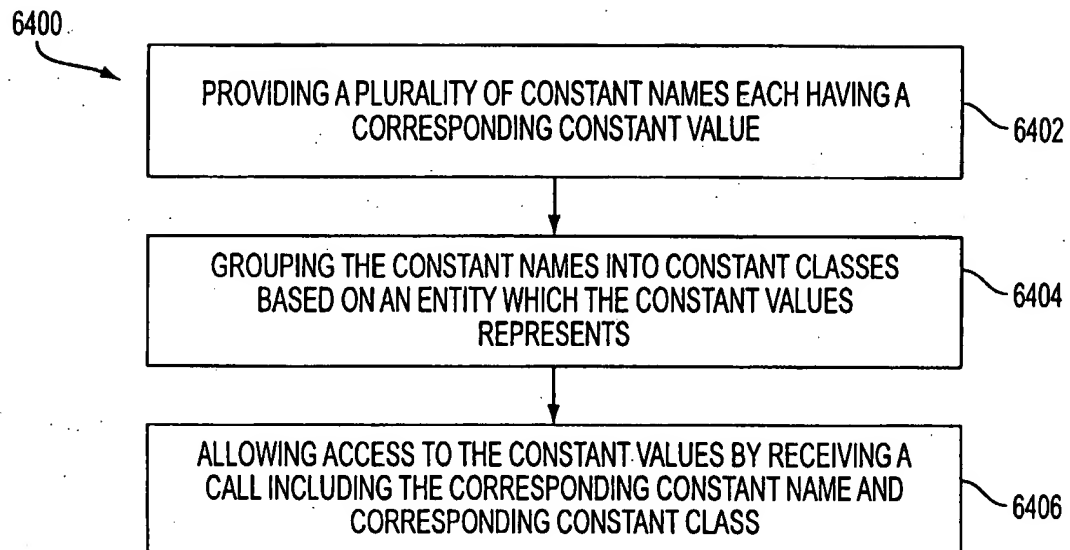 6400
PROVIDING A PLURALITY OF CONSTANT NAMES EACH HAVING A
CORRESPONDING CONSTANT VALUE
6402
GROUPING THE CONSTANT NAMES INTO CONSTANT CLASSES
BASED ON AN ENTITY WHICH THE CONSTANT VALUES
REPRESENTS
6404
ALLOWING ACCESS TO THE CONSTANT VALUES BY RECEIVING A
CALL INCLUDING THE CORRESPONDING CONSTANT NAME AND
CORRESPONDING CONSTANT CLASS
6406